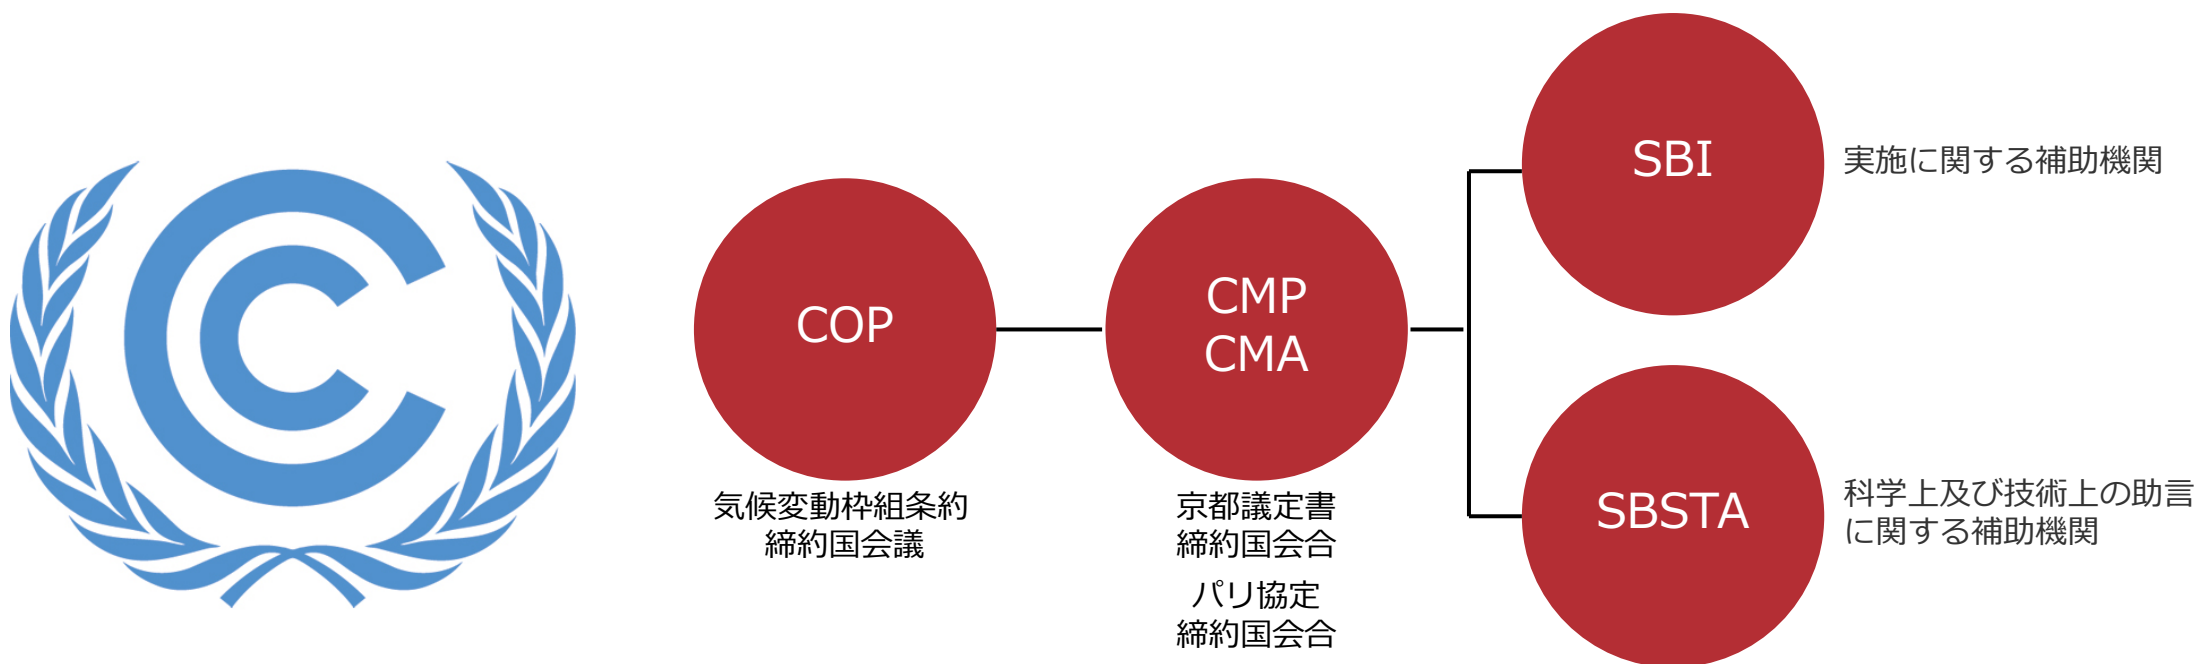 COP
気候変動枠組条約
締約国会議
CMP
CMA
京都議定書
締約国会合
パリ協定
締約国会合
SBI
実施に関する補助機関
SBSTA
科学上及び技術上の助言
に関する補助機関